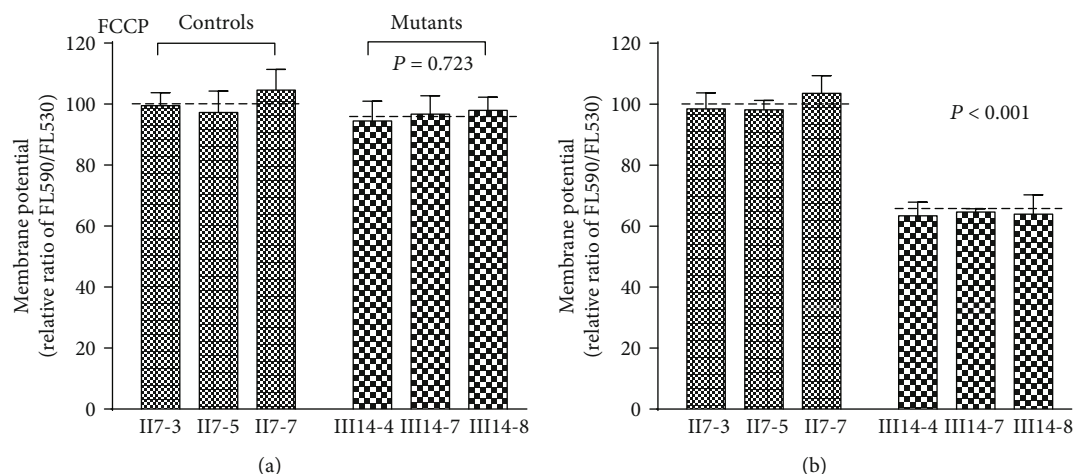 FCCP
Controls
Mutants
P = 0.723
120
100
80
60
40
20
0
Membrane potential
(relative ratio of FL590/FL530)
II7-3 II7-5 II7-7 III14-4 III14-7 III14-8
(a)
P < 0.001
120
100
80
60
40
20
0
Membrane potential
(relative ratio of FL590/FL530)
II7-3 II7-5 II7-7 III14-4 III14-7 III14-8
(b)